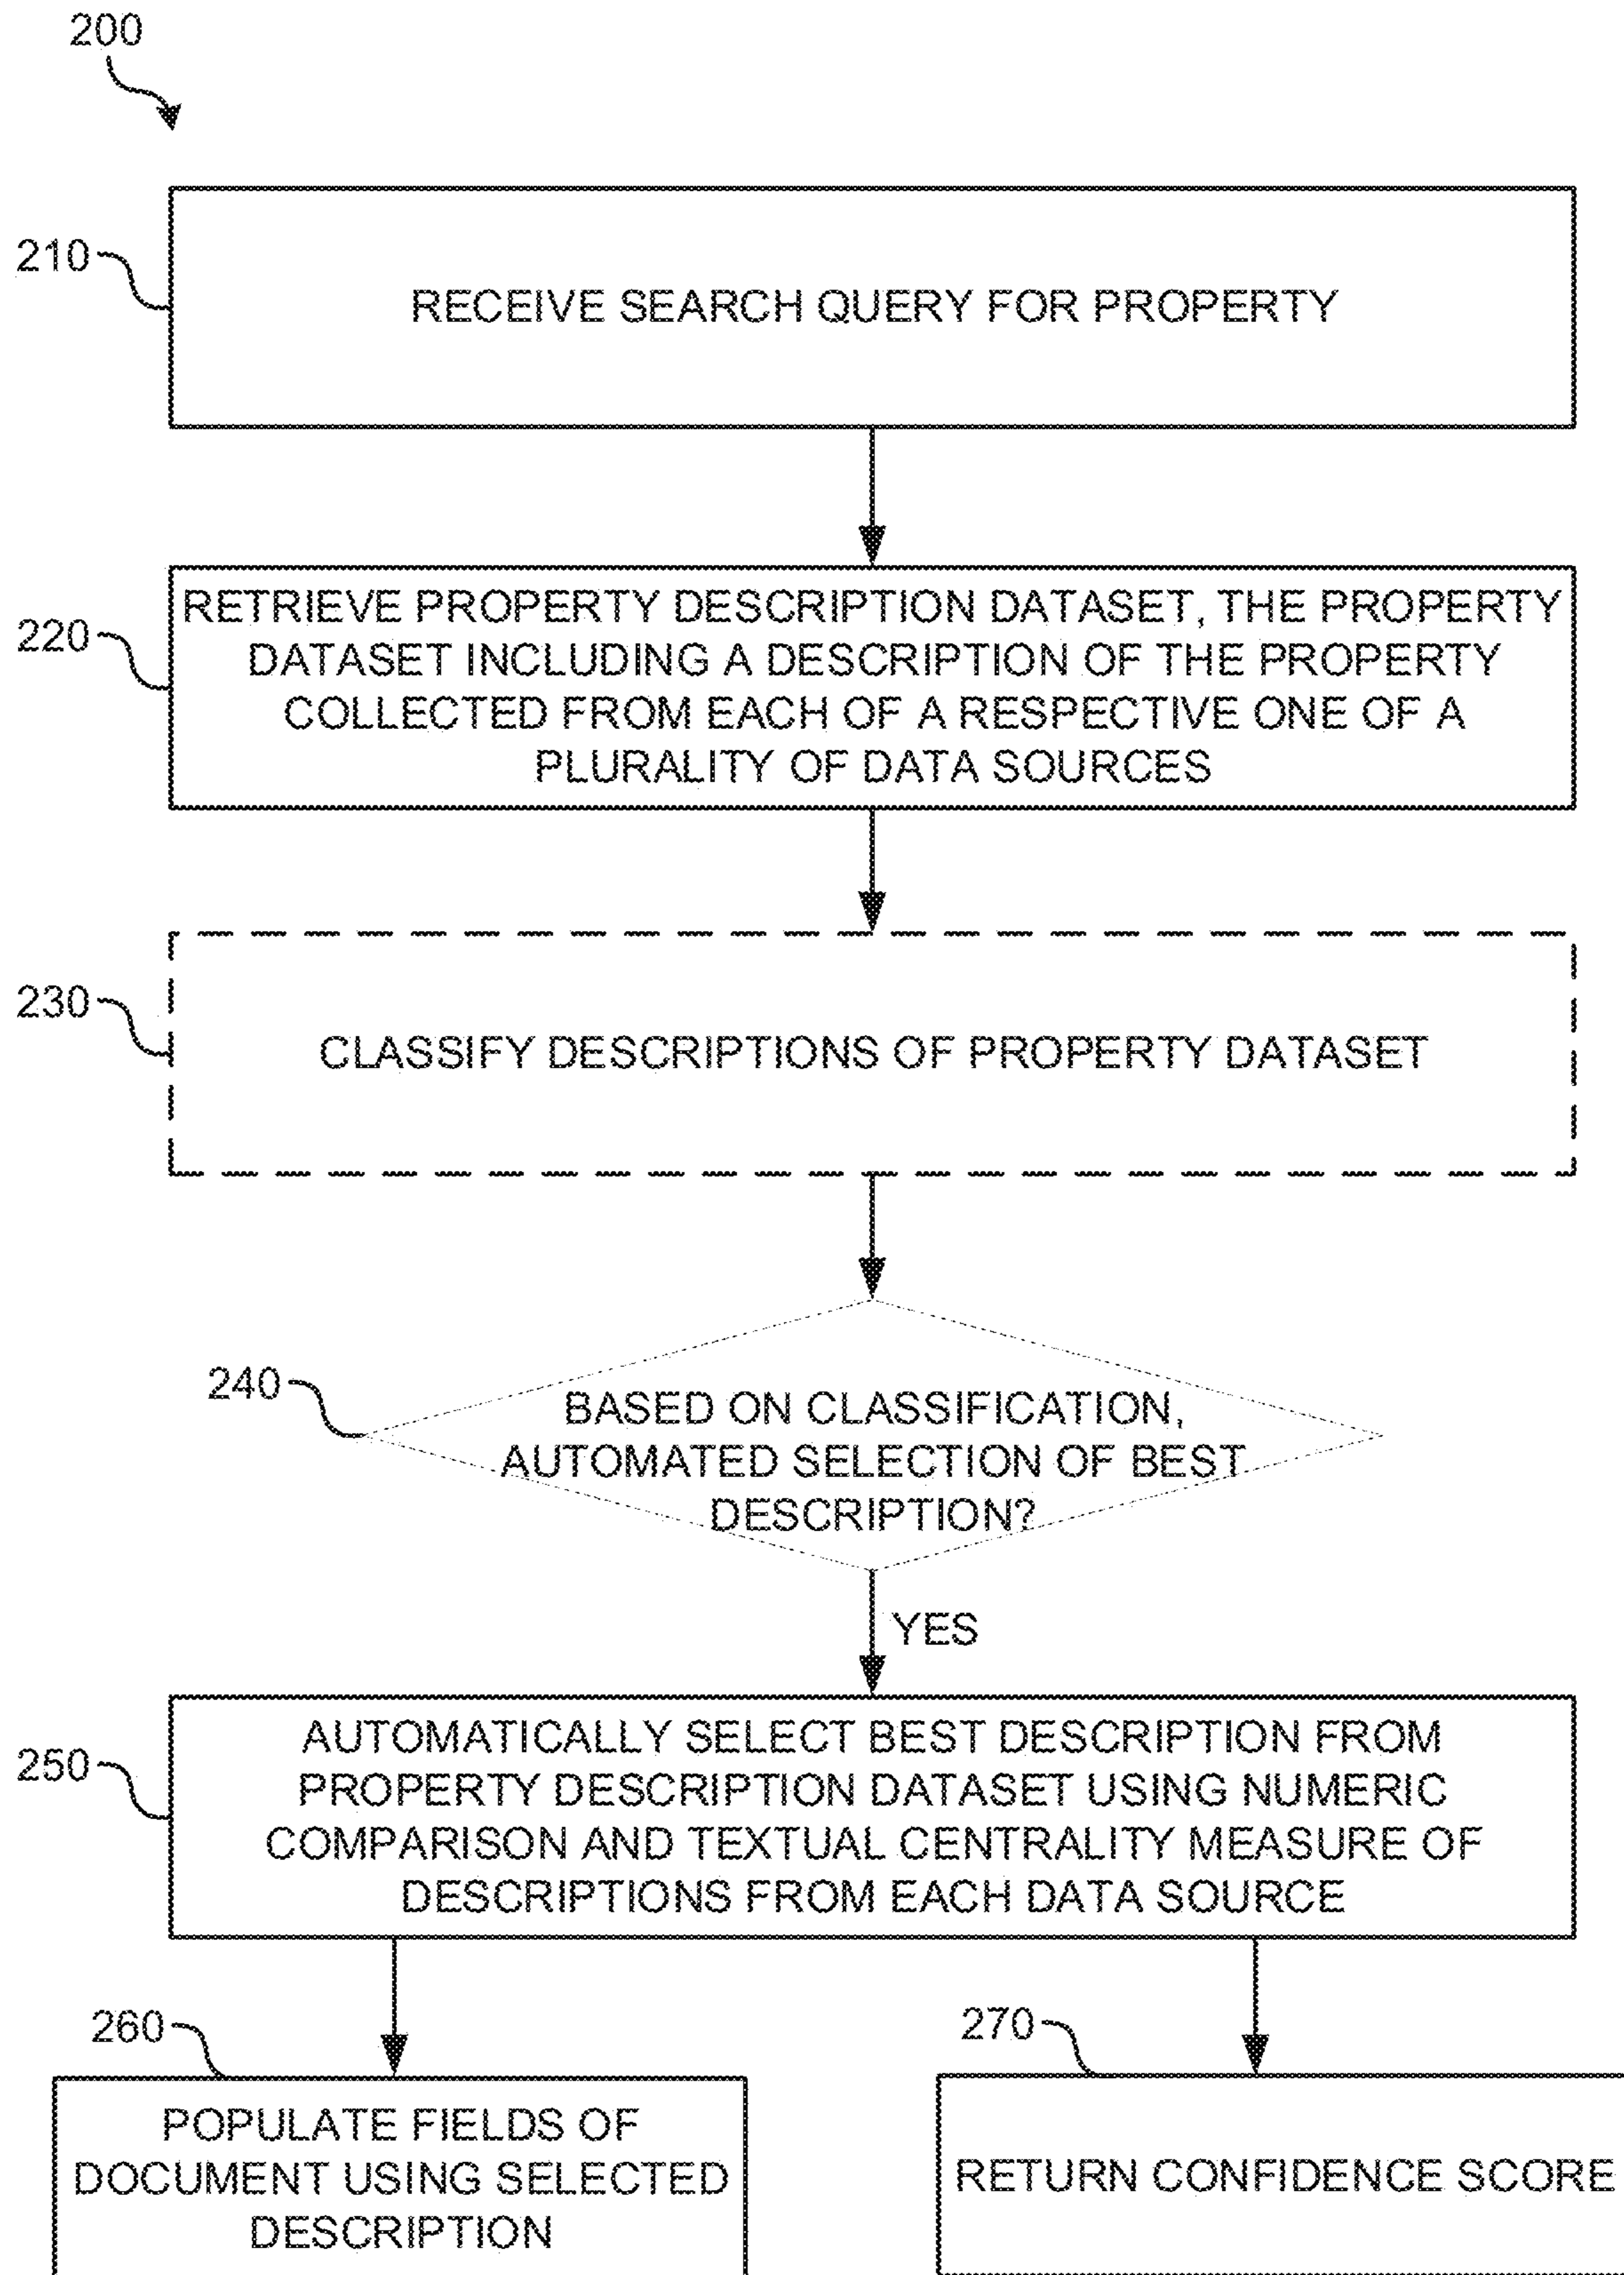 200
210
RECEIVE SEARCH QUERY FOR PROPERTY
220
RETRIEVE PROPERTY DESCRIPTION DATASET, THE PROPERTY
DATASET INCLUDING A DESCRIPTION OF THE PROPERTY
COLLECTED FROM EACH OF A RESPECTIVE ONE OF A
PLURALITY OF DATA SOURCES
230
CLASSIFY DESCRIPTIONS OF PROPERTY DATASET
240
BASED ON CLASSIFICATION,
AUTOMATED SELECTION OF BEST
DESCRIPTION?
YES
250
AUTOMATICALLY SELECT BEST DESCRIPTION FROM
PROPERTY DESCRIPTION DATASET USING NUMERIC
COMPARISON AND TEXTUAL CENTRALITY MEASURE OF
DESCRIPTIONS FROM EACH DATA SOURCE
260
POPULATE FIELDS OF
DOCUMENT USING SELECTED
DESCRIPTION
270
RETURN CONFIDENCE SCORE